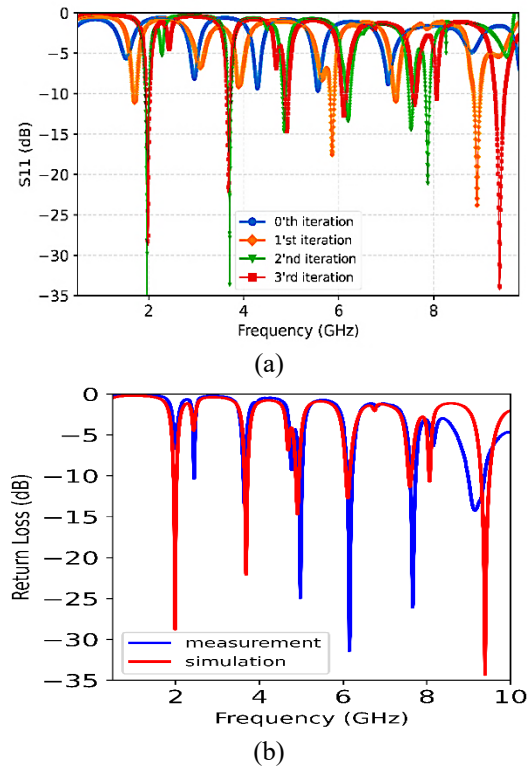 0
−5
−10
−15
−20
−25
−30
−35
S11 (dB)
0'th iteration
1'st iteration
2'nd iteration
3'rd iteration
2 4 6 8
Frequency (GHz)
(a)
0
−5
−10
−15
−20
−25
−30
−35
Return Loss (dB)
measurement
simulation
2 4 6 8 10
Frequency (GHz)
(b)